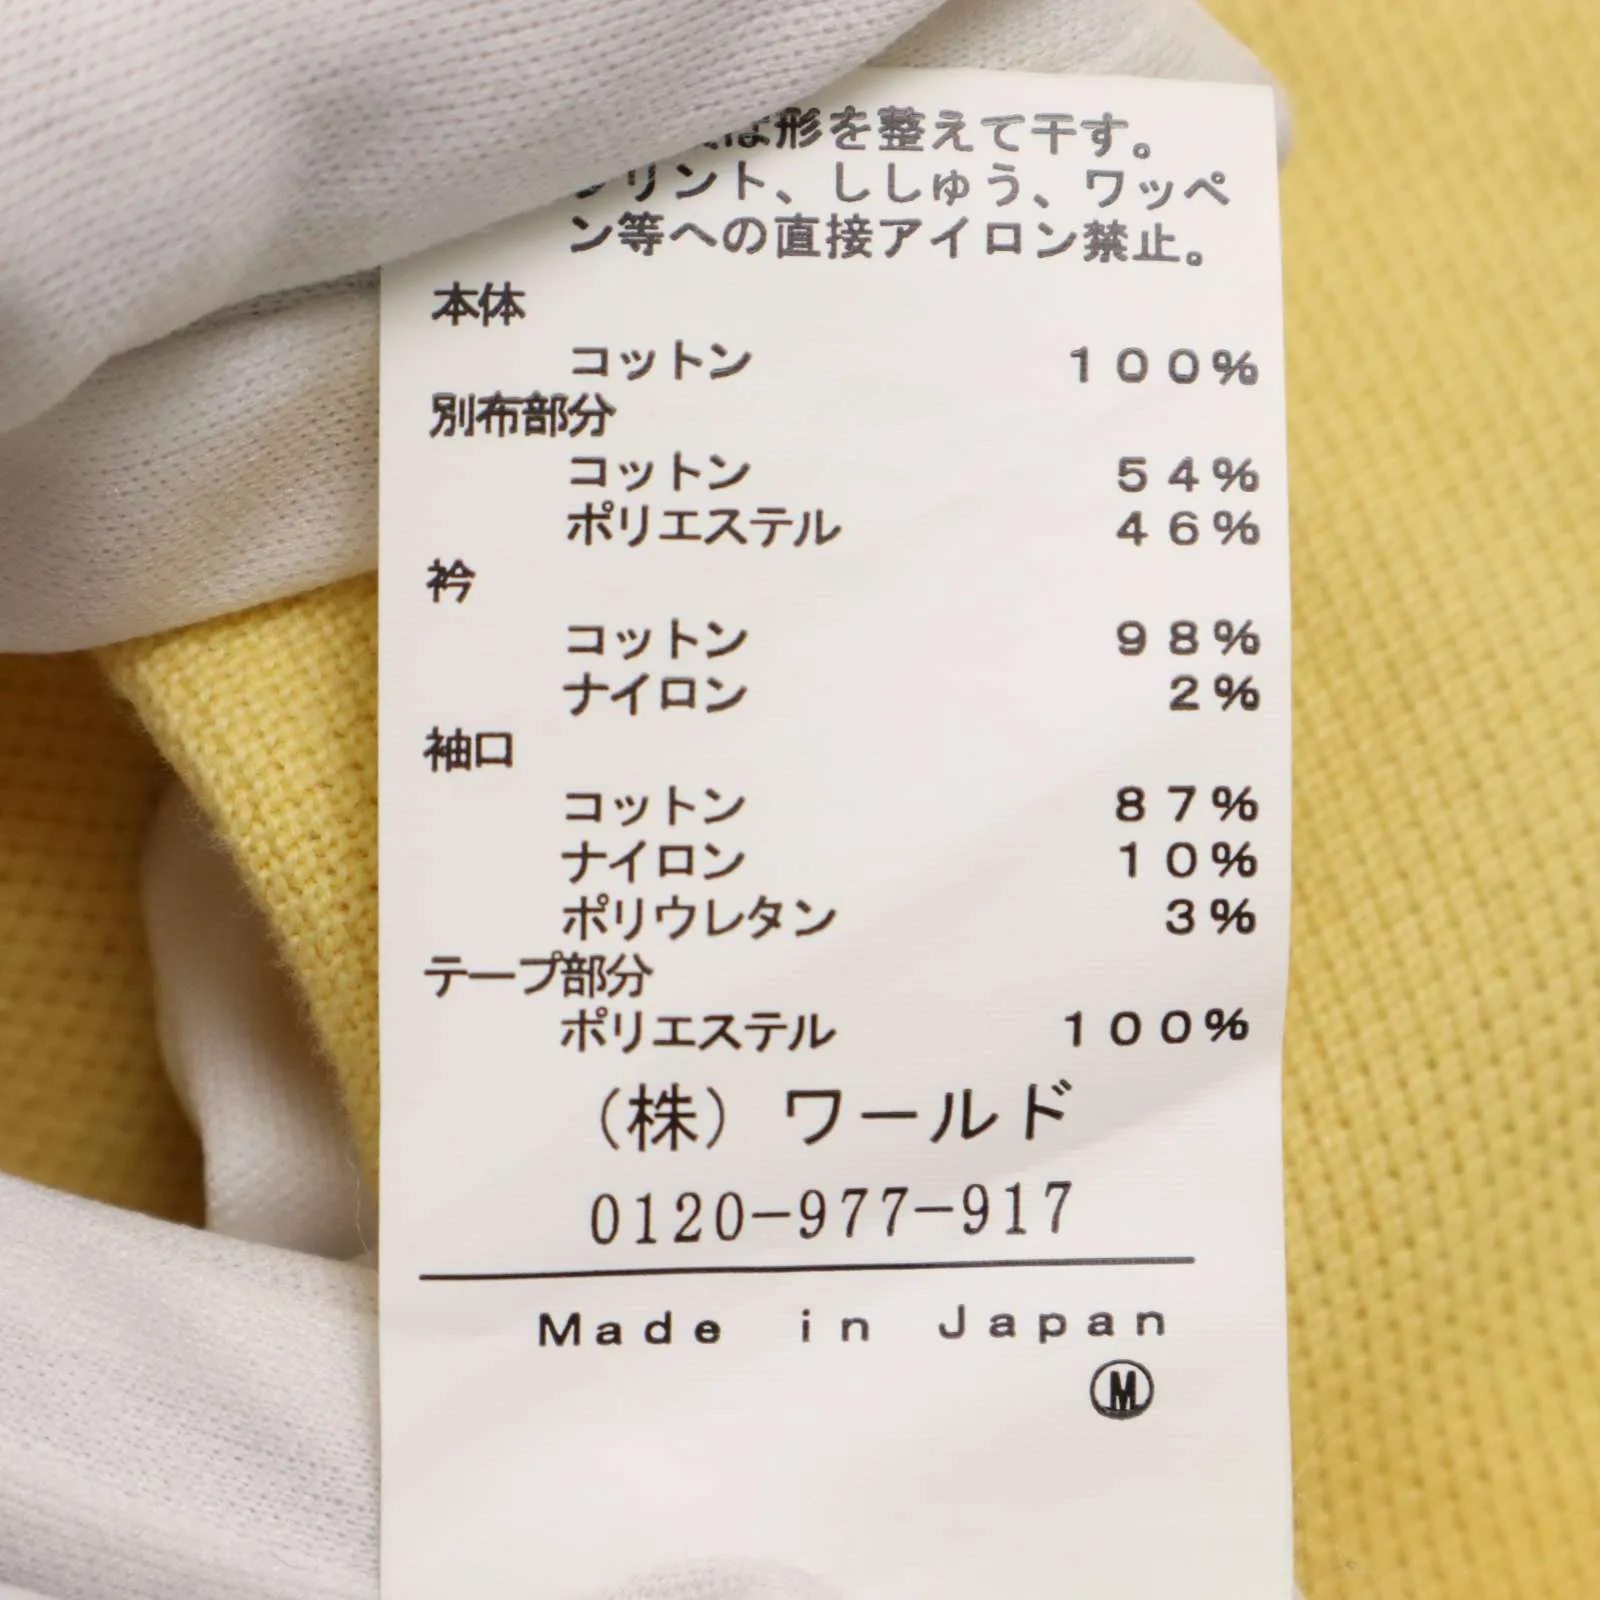 は形を整えて干す。
プリント、ししゅう、ワッペ
ン等への直接アイロン禁止。
本体
コットン 100%
別布部分
コットン 54%
ポリエステル 46%
衿
コットン 98%
ナイロン 2%
袖口
コットン 87%
ナイロン 10%
ポリウレタン 3%
テープ部分
ポリエステル 100%
(株)ワールド
0120-977-917
Made in Japan
Ⓜ